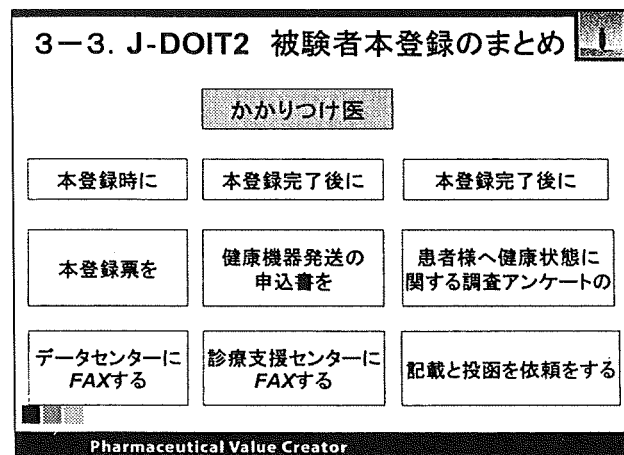 3－3. J-DOIT2 被験者本登録のまとめ
かかりつけ医
本登録時に
本登録完了後に
本登録完了後に
本登録票を
健康機器発送の
申込書を
患者様へ健康状態に
関する調査アンケートの
データセンターに
FAXする
診療支援センターに
FAXする
記載と投函を依頼をする
Pharmaceutical Value Creator